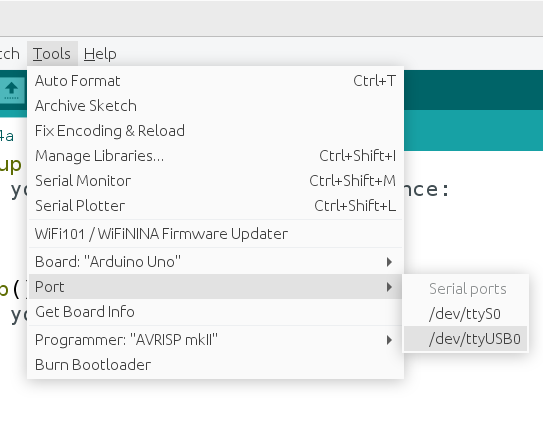 tch Tools Help
Auto Format Ctrl+T
Archive Sketch
Fix Encoding & Reload
4a
Manage Libraries... Ctrl+Shift+I
up
Serial Monitor Ctrl+Shift+M
yo nce:
Serial Plotter Ctrl+Shift+L
WiFi101 / WiFiNINA Firmware Updater
Board: "Arduino Uno"
Port
p()
Get Board Info
yo
Programmer: "AVRISP mkII"
Burn Bootloader
Serial ports
/dev/ttyS0
/dev/ttyUSB0